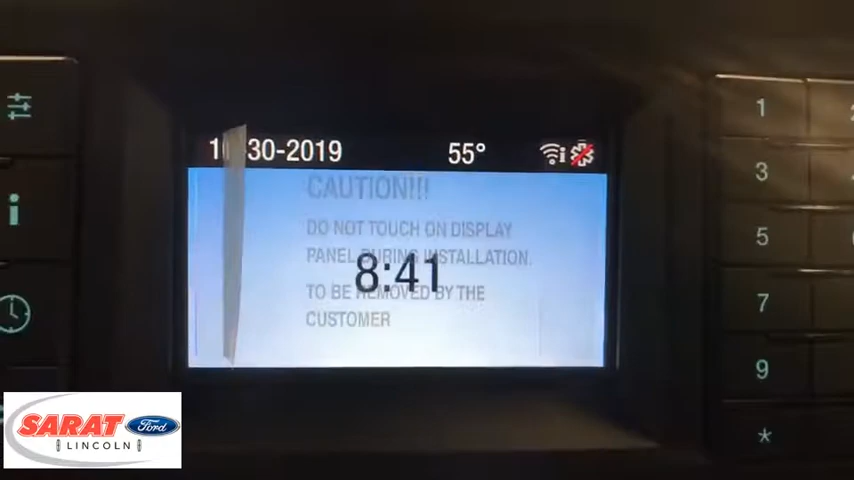 30-2019
55°
CAUTION!!!
DO NOT TOUCH ON DISPLAY
PANEL DURING INSTALLATION.
8:41
TO BE REMOVED BY THE
CUSTOMER
1
3
5
7
9
*
i
SARAT
Ford
LINCOLN